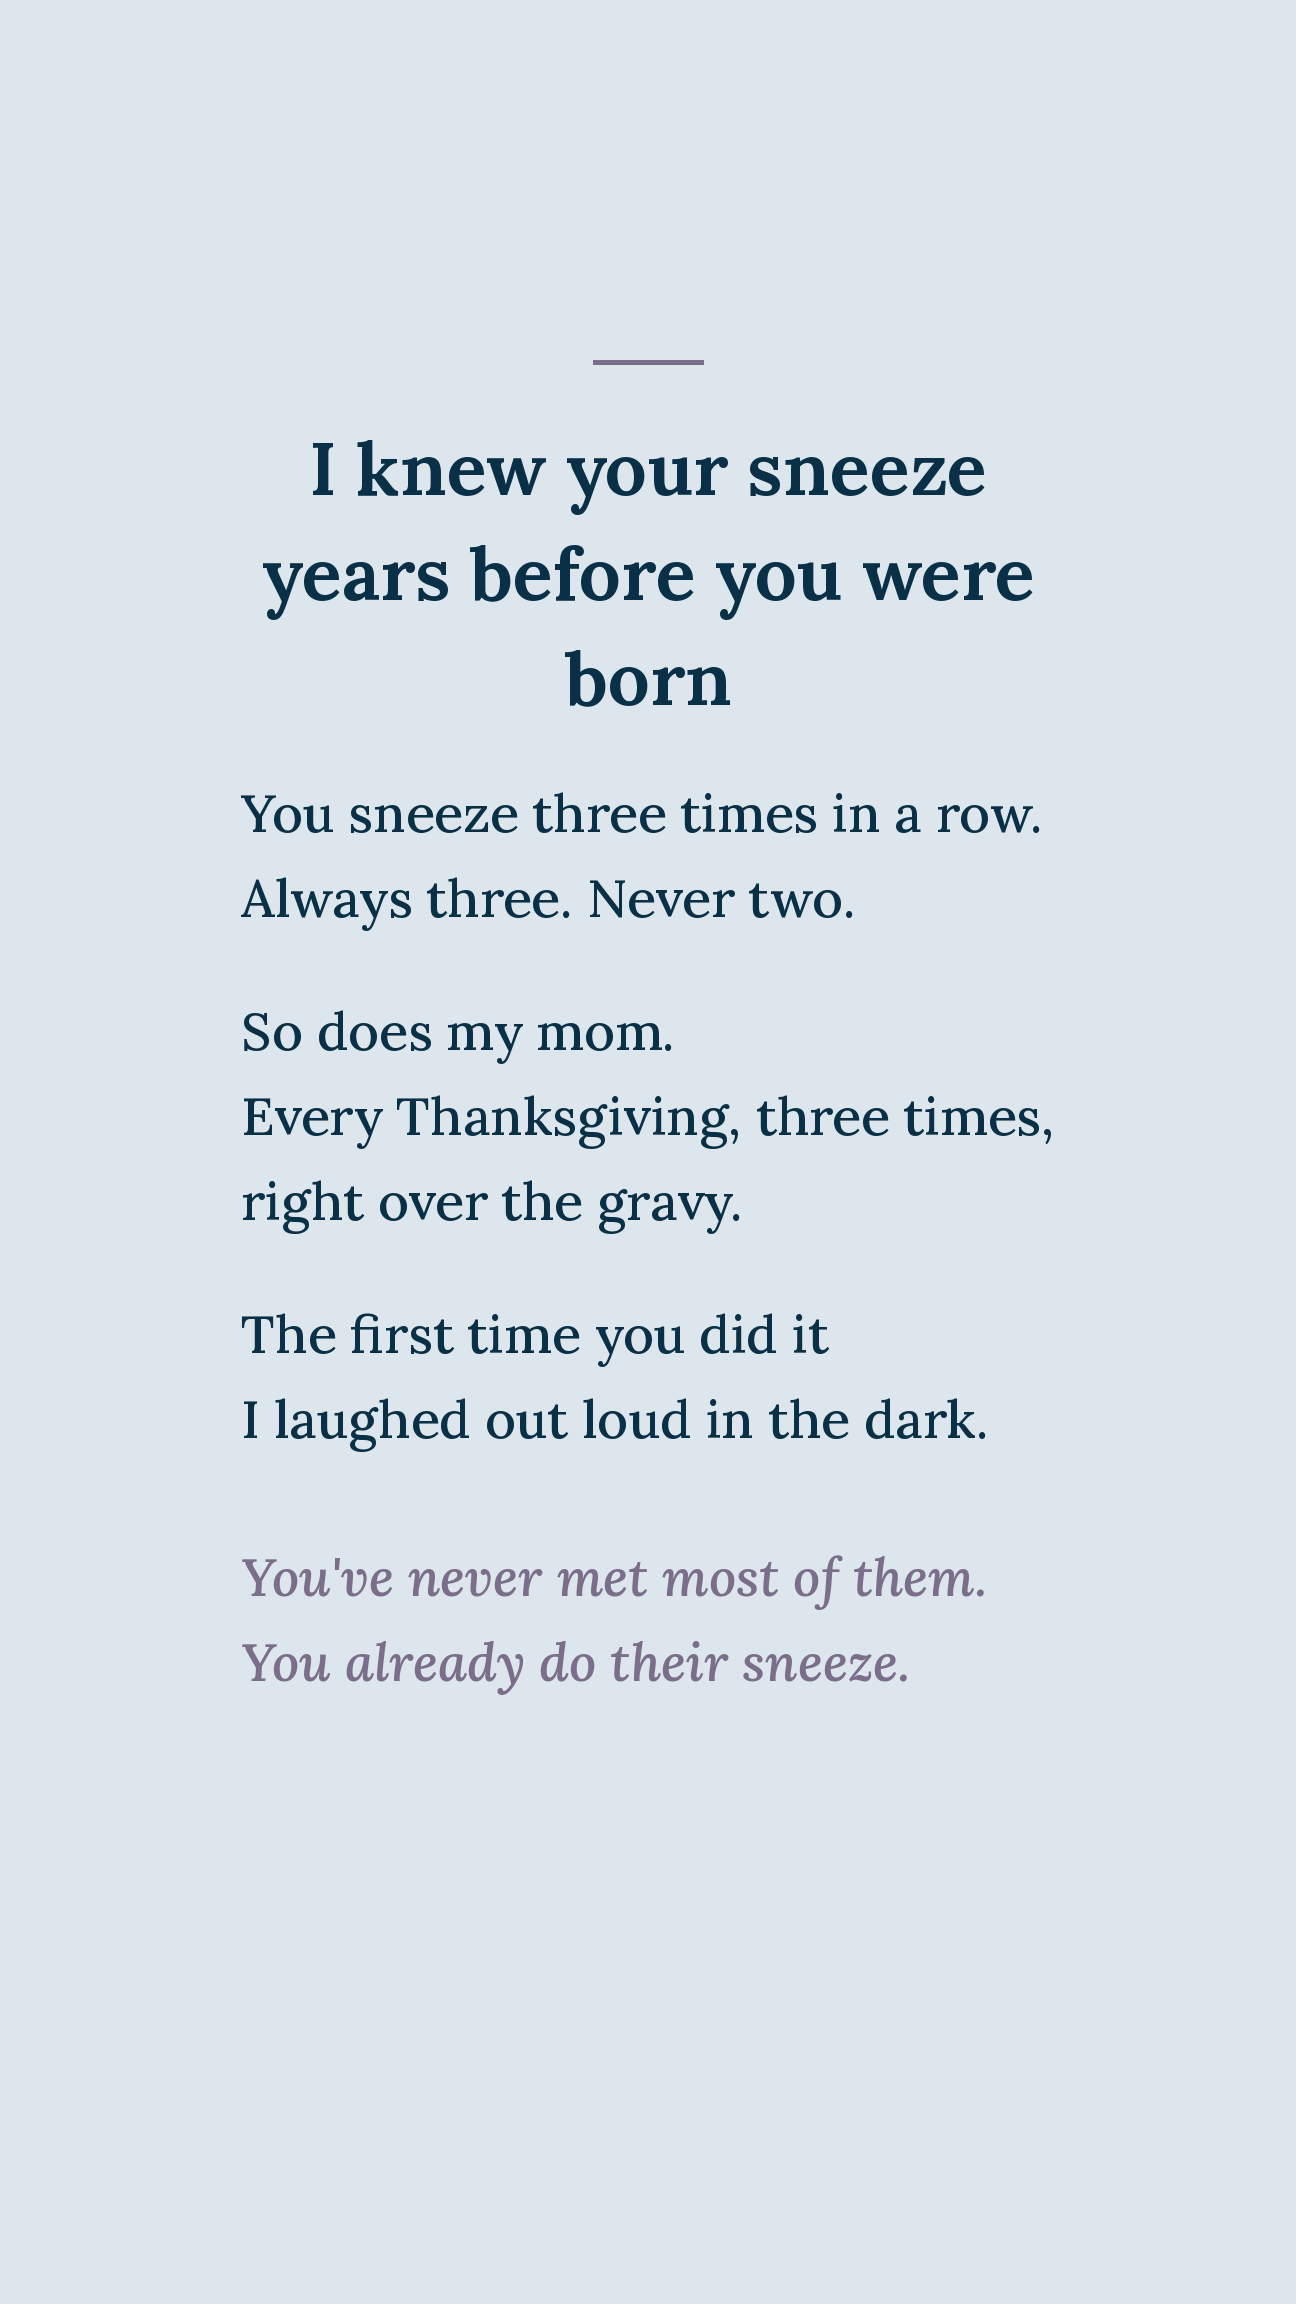 I knew your sneeze
years before you were
born
You sneeze three times in a row.
Always three. Never two.
So does my mom.
Every Thanksgiving, three times,
right over the gravy.
The first time you did it
I laughed out loud in the dark.
You've never met most of them.
You already do their sneeze.